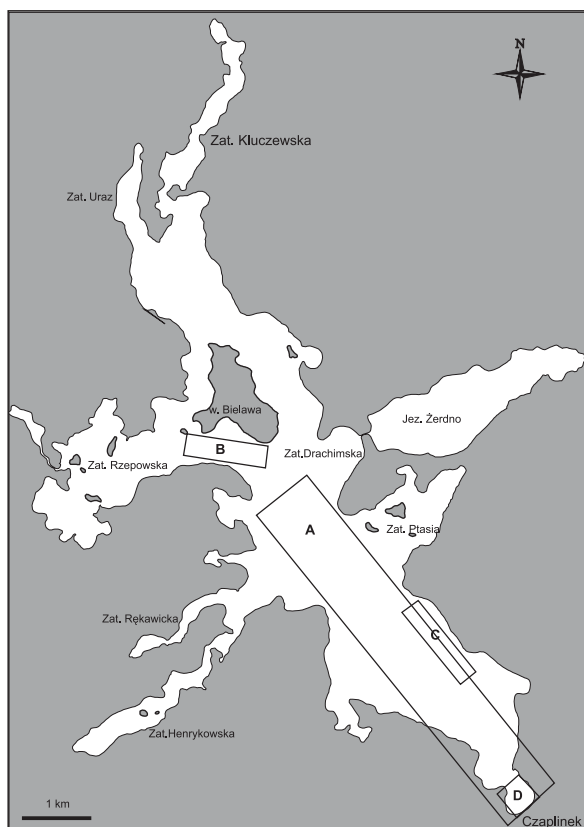 N
Zat. Kluczewska
Zat. Uraz
w. Bielawa
Jez. Żerdno
B
Zat. Drachimska
Zat. Rzepowska
A
Zat. Ptasia
Zat. Rękawicka
C
Zat. Henrykowska
D
1 km
Czaplinek